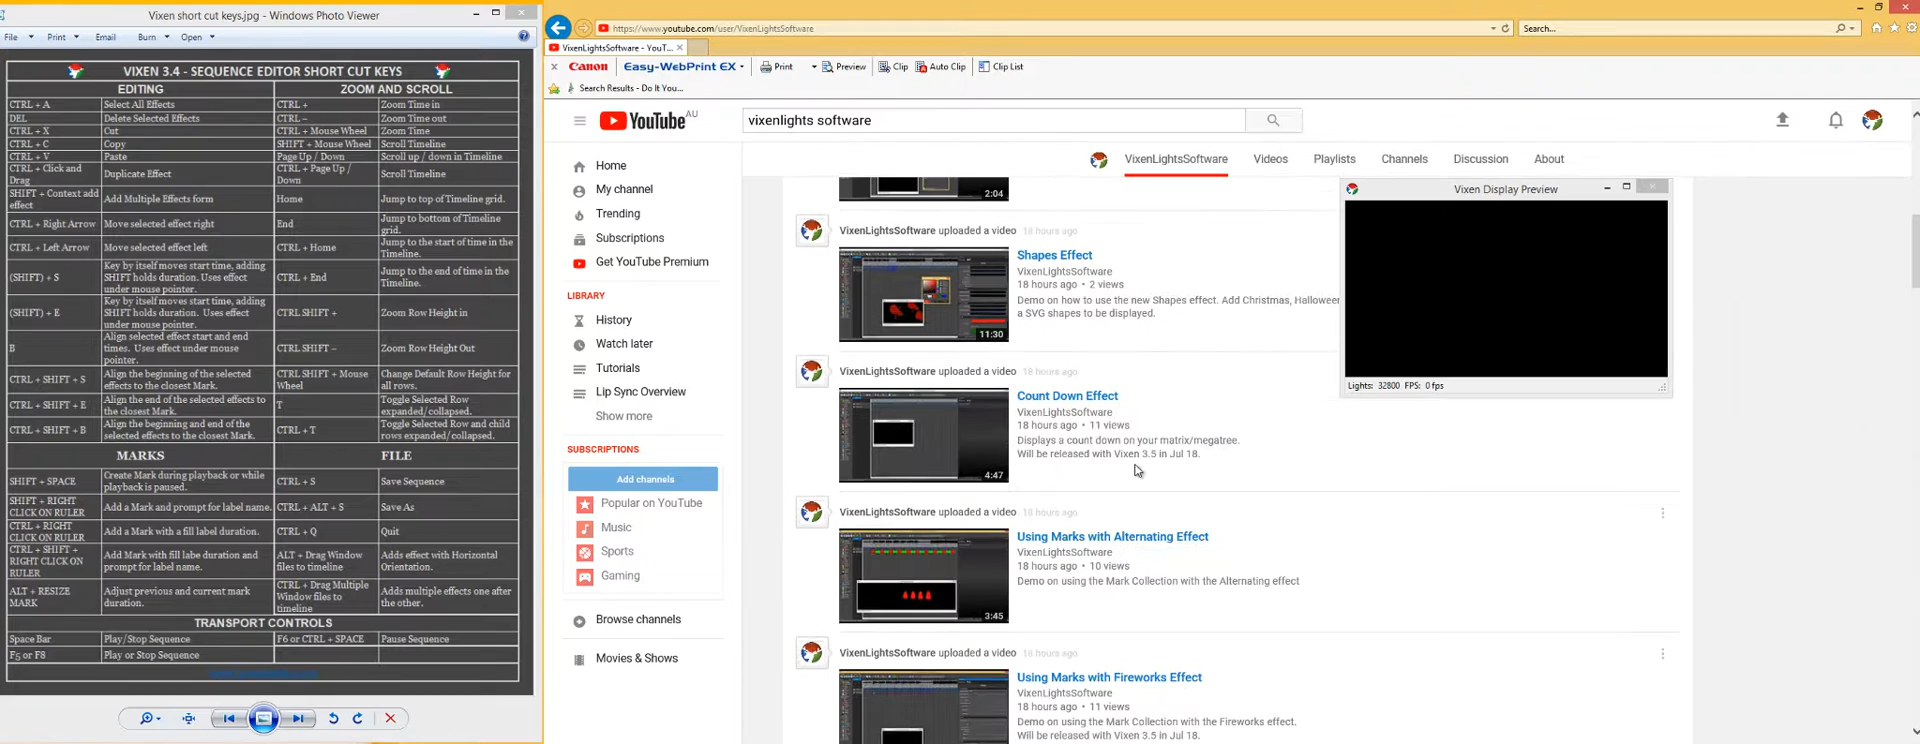 Vixen short cut keys.jpg - Windows Photo Viewer
File Print Email Burn Open
VIXEN 3.4 - SEQUENCE EDITOR SHORT CUT KEYS
EDITING
CTRL + A Select All Effects
DEL Delete Selected Effects
CTRL + X Cut
CTRL + C Copy
CTRL + V Paste
CTRL + Click and
Drag
Duplicate Effect
SHIFT + Context add
effect
Add Multiple Effects form
CTRL + Right Arrow Move selected effect right
CTRL + Left Arrow Move selected effect left
(SHIFT) + S
Key by itself moves start time, adding
SHIFT holds duration. Uses effect
under mouse pointer.
(SHIFT) + E
Key by itself moves start time, adding
SHIFT holds duration. Uses effect
under mouse pointer.
B
Align selected effect start and end
times. Uses effect under mouse
pointer.
CTRL + SHIFT + S
Align the beginning of the selected
effects to the closest Mark.
CTRL + SHIFT + E
Align the end of the selected effects to
the closest Mark.
CTRL + SHIFT + B
Align the beginning and end of the
selected effects to the closest Mark.
ZOOM AND SCROLL
CTRL + Zoom Time in
CTRL – Zoom Time out
CTRL + Mouse Wheel Zoom Time
SHIFT + Mouse Wheel Scroll Timeline
Page Up / Down Scroll up / down in Timeline
CTRL + Page Up /
Down
Scroll Timeline
Home Jump to top of Timeline grid.
End
Jump to bottom of Timeline
grid.
CTRL + Home
Jump to the start of time in the
Timeline.
CTRL + End
Jump to the end of time in the
Timeline.
CTRL SHIFT + Zoom Row Height in
CTRL SHIFT – Zoom Row Height Out
CTRL SHIFT + Mouse
Wheel
Change Default Row Height for
all rows.
T
Toggle Selected Row
expanded/collapsed.
CTRL + T
Toggle Selected Row and child
rows expanded/collapsed.
MARKS
SHIFT + SPACE
Create Mark during playback or while
playback is paused.
SHIFT + RIGHT
CLICK ON RULER
Add a Mark and prompt for label name.
CTRL + RIGHT
CLICK ON RULER
Add a Mark with a fill label duration.
CTRL + SHIFT +
RIGHT CLICK ON
RULER
Add Mark with fill labe duration and
prompt for label name.
ALT + RESIZE
MARK
Adjust previous and current mark
duration.
FILE
CTRL + S Save Sequence
CTRL + ALT + S Save As
CTRL + Q Quit
ALT + Drag Window
files to timeline
Adds effect with Horizontal
Orientation.
CTRL + Drag Multiple
Window files to
timeline
Adds multiple effects one after
the other.
TRANSPORT CONTROLS
Space Bar Play/Stop Sequence F6 or CTRL + SPACE Pause Sequence
F5 or F8 Play or Stop Sequence
https://www.youtube.com/user/VixenLightsSoftware
Search...
VixenLightsSoftware - YouT...
Canon Easy-WebPrint EX Print Preview Clip Auto Clip Clip List
Search Results - Do It You...
YouTube AU
vixenlights software
Home
My channel
Trending
Subscriptions
Get YouTube Premium
LIBRARY
History
Watch later
Tutorials
Lip Sync Overview
Show more
SUBSCRIPTIONS
Add channels
Popular on YouTube
Music
Sports
Gaming
Browse channels
Movies & Shows
VixenLightsSoftware Videos Playlists Channels Discussion About
2:04
VixenLightsSoftware uploaded a video 18 hours ago
Shapes Effect
VixenLightsSoftware
18 hours ago • 2 views
Demo on how to use the new Shapes effect. Add Christmas, Hallowee
a SVG shapes to be displayed.
11:30
VixenLightsSoftware uploaded a video 18 hours ago
Count Down Effect
VixenLightsSoftware
18 hours ago • 11 views
Displays a count down on your matrix/megatree.
Will be released with Vixen 3.5 in Jul 18.
4:47
VixenLightsSoftware uploaded a video 18 hours ago
Using Marks with Alternating Effect
VixenLightsSoftware
18 hours ago • 10 views
Demo on using the Mark Collection with the Alternating effect
3:45
VixenLightsSoftware uploaded a video 18 hours ago
Using Marks with Fireworks Effect
VixenLightsSoftware
18 hours ago • 11 views
Demo on using the Mark Collection with the Fireworks effect.
Will be released with Vixen 3.5 in Jul 18.
Vixen Display Preview
Lights: 32800 FPS: 0 fps